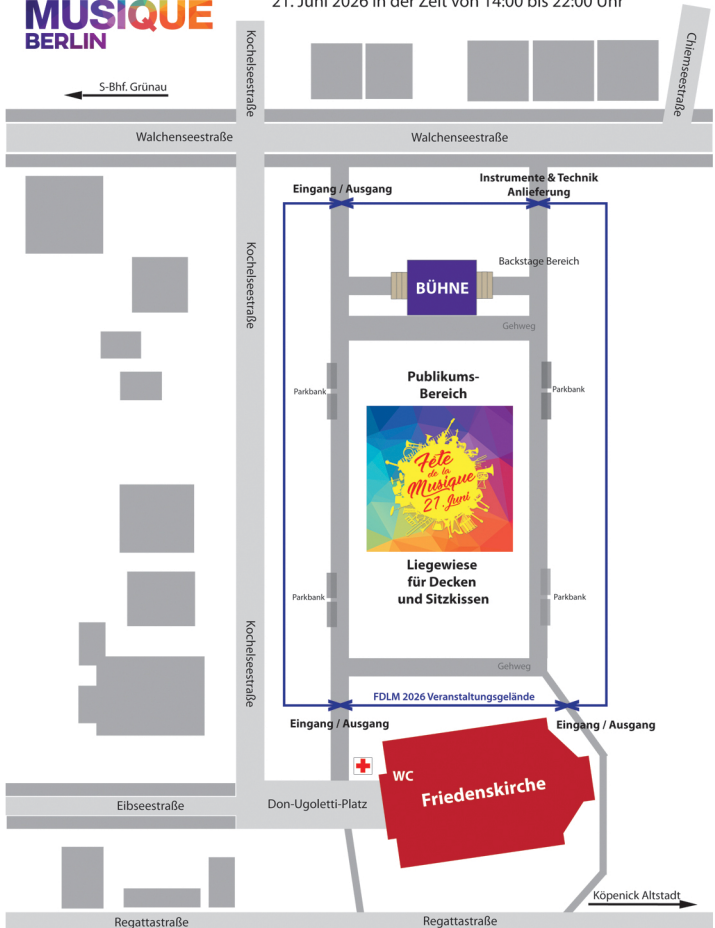 MUSIQUE
BERLIN
21. Juni 2026 in der Zeit von 14:00 bis 22:00 Uhr
S-Bhf. Grünau
Kochelseestraße
Chiemseestraße
Walchenseestraße
Walchenseestraße
Eingang / Ausgang
Instrumente & Technik
Anlieferung
Kochelseestraße
Backstage Bereich
BÜHNE
Gehweg
Publikums-
Bereich
Parkbank
Parkbank
Fête
de la
Musique
21. Juni
Liegewiese
für Decken
und Sitzkissen
Parkbank
Parkbank
Kochelseestraße
Gehweg
FDLM 2026 Veranstaltungsgelände
Eingang / Ausgang
Eingang / Ausgang
WC
Friedenskirche
Eibseestraße
Don-Ugoletti-Platz
Köpenick Altstadt
Regattastraße
Regattastraße